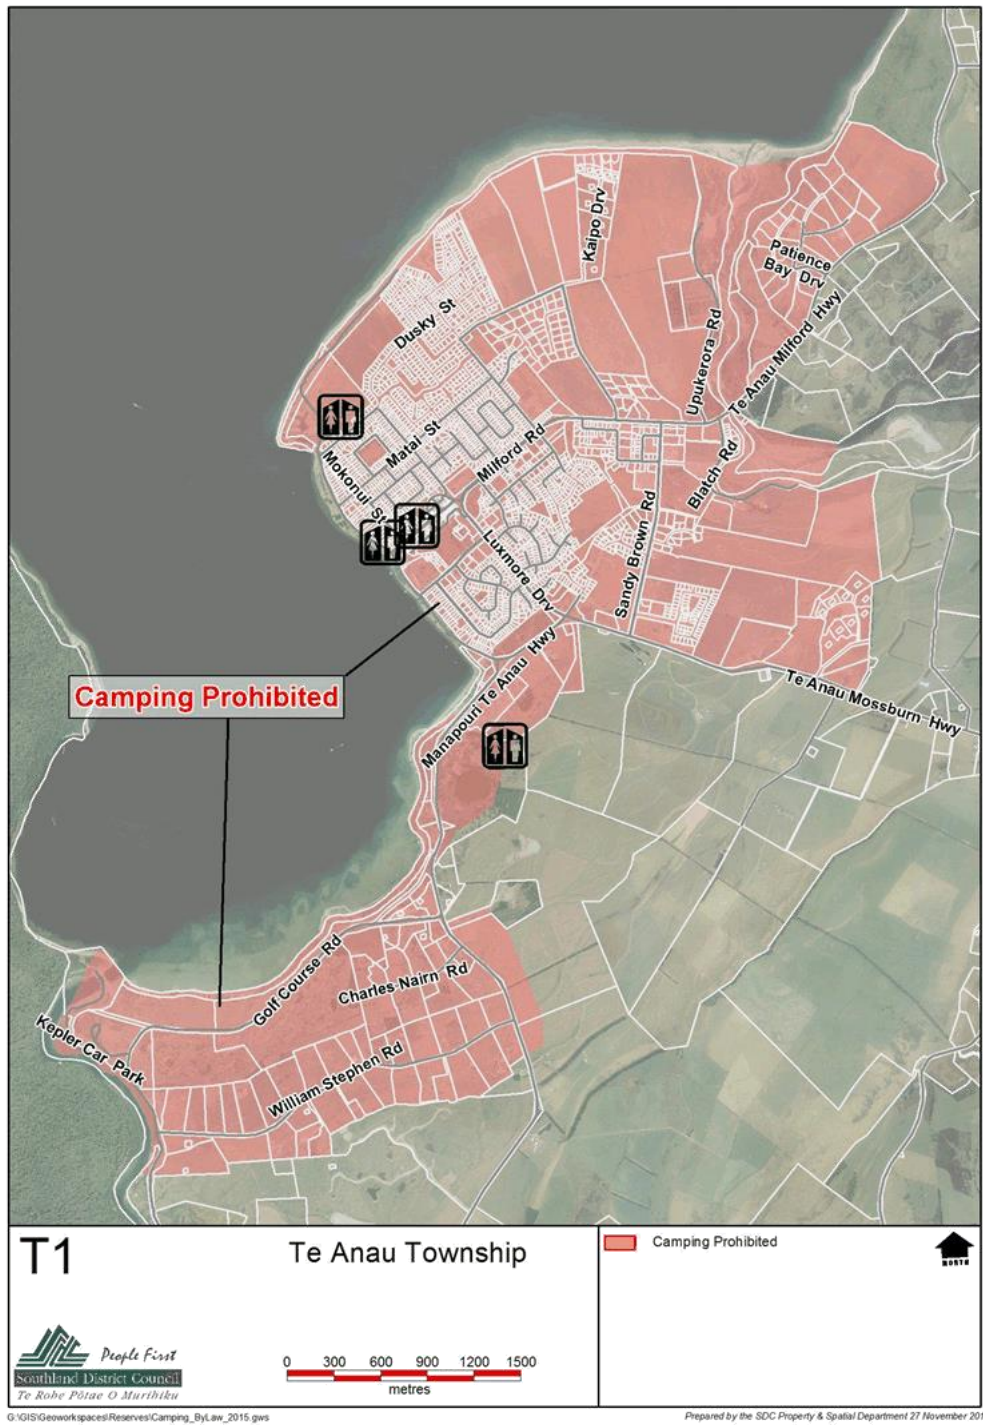 Kaipo Drv
Patience
Bay Drv
Dusky St
Upukerora Rd
Te Anau Milford Hwy
Matai St
Milford Rd
Blatch Rd
Mokonui St
Luxmore Drv
Sandy Brown Rd
Manapouri Te Anau Hwy
Te Anau Mossburn Hwy
Camping Prohibited
Golf Course Rd
Charles Nairn Rd
Kepler Car Park
William Stephen Rd
T1
Te Anau Township
Camping Prohibited
NORTH
People First
Southland District Council
Te Rohe Pōtae O Murihiku
0 300 600 900 1200 1500
metres
G:\GIS\Geoworkspaces\Reserves\Camping_ByLaw_2015.gws
Prepared by the SDC Property & Spatial Department 27 November 201